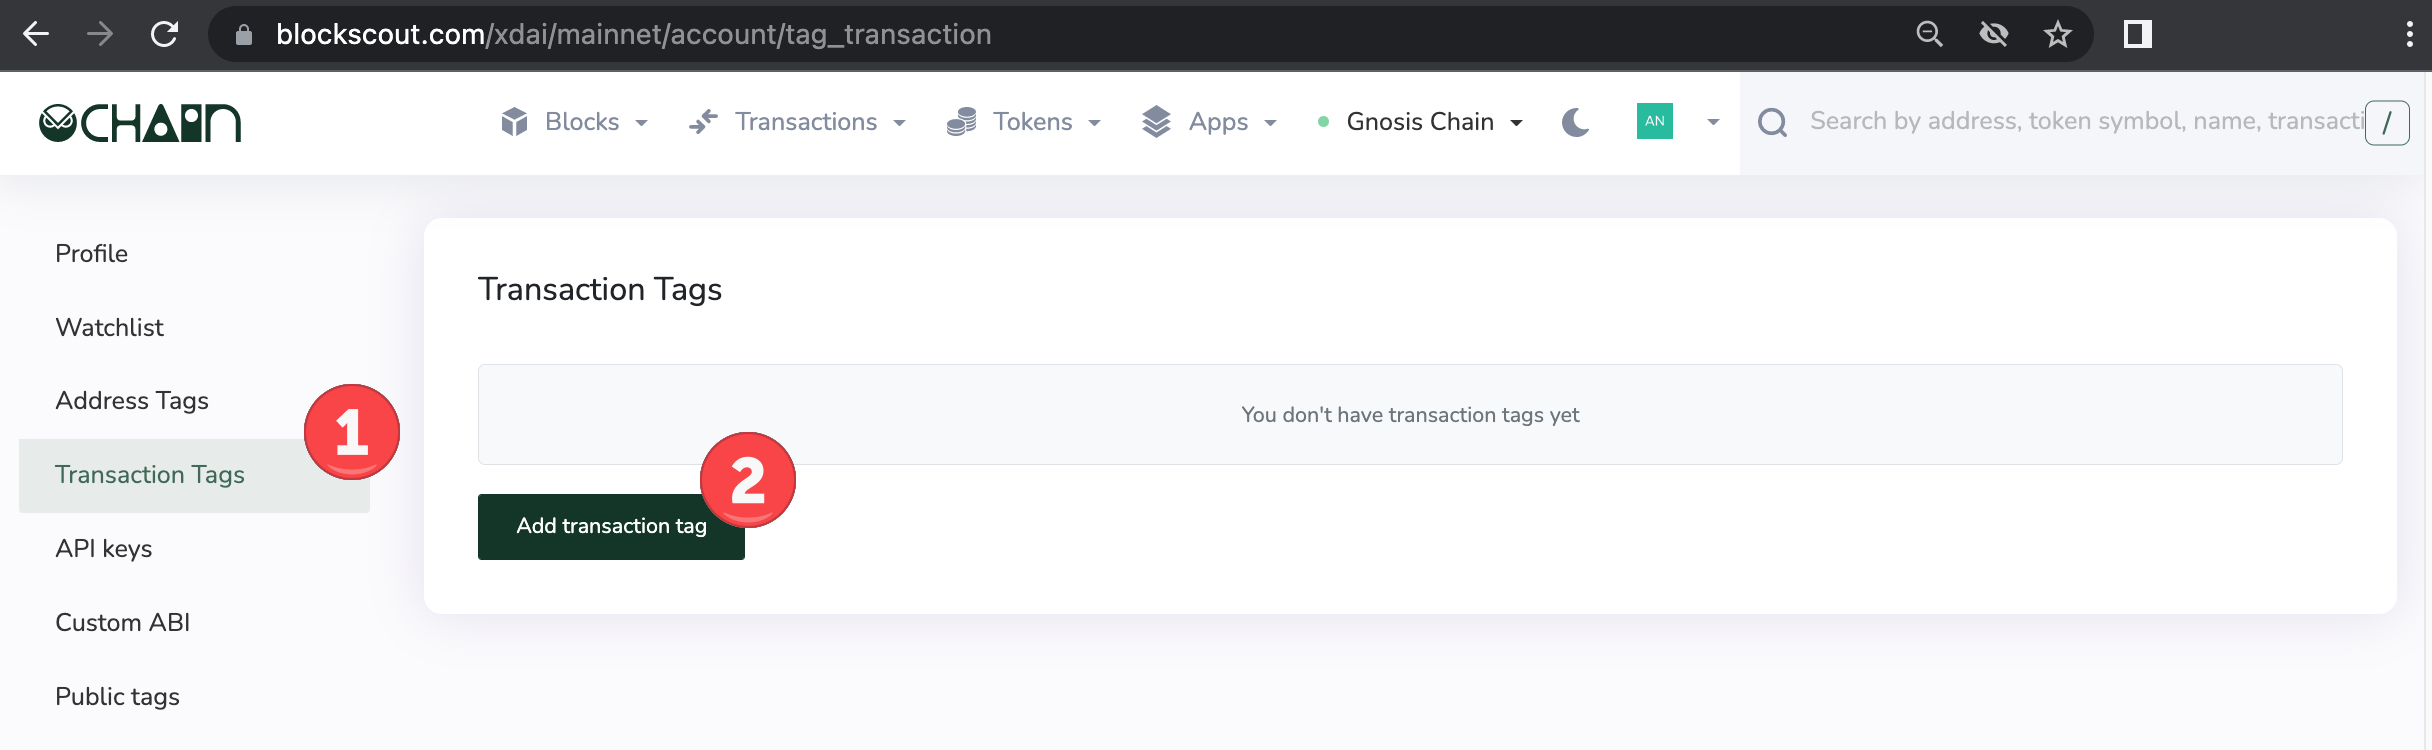 blockscout.com/xdai/mainnet/account/tag_transaction
CHAIN
Blocks
Transactions
Tokens
Apps
Gnosis Chain
AN
Search by address, token symbol, name, transacti
/
Profile
Watchlist
Address Tags
1
Transaction Tags
API keys
Custom ABI
Public tags
Transaction Tags
You don't have transaction tags yet
2
Add transaction tag